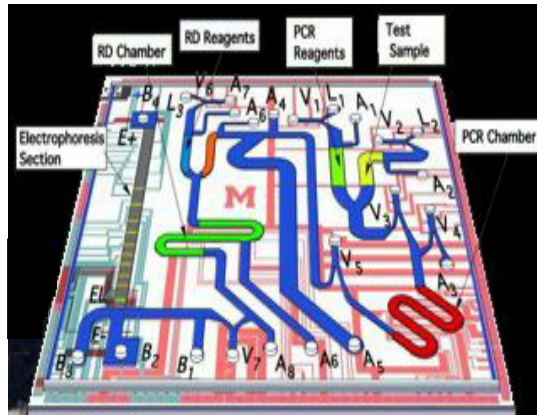 RD Reagents
PCR
Reagents
Test
Sample
RD Chamber
PCR Chamber
Electrophoresis
Section
B4
E+
L3
V6
A7
A6
A4
V1
L1
A1
V2
L2
A2
V3
V4
A3
V5
M
EL
E-
B3
B2
B1
V7
A8
A6
A5